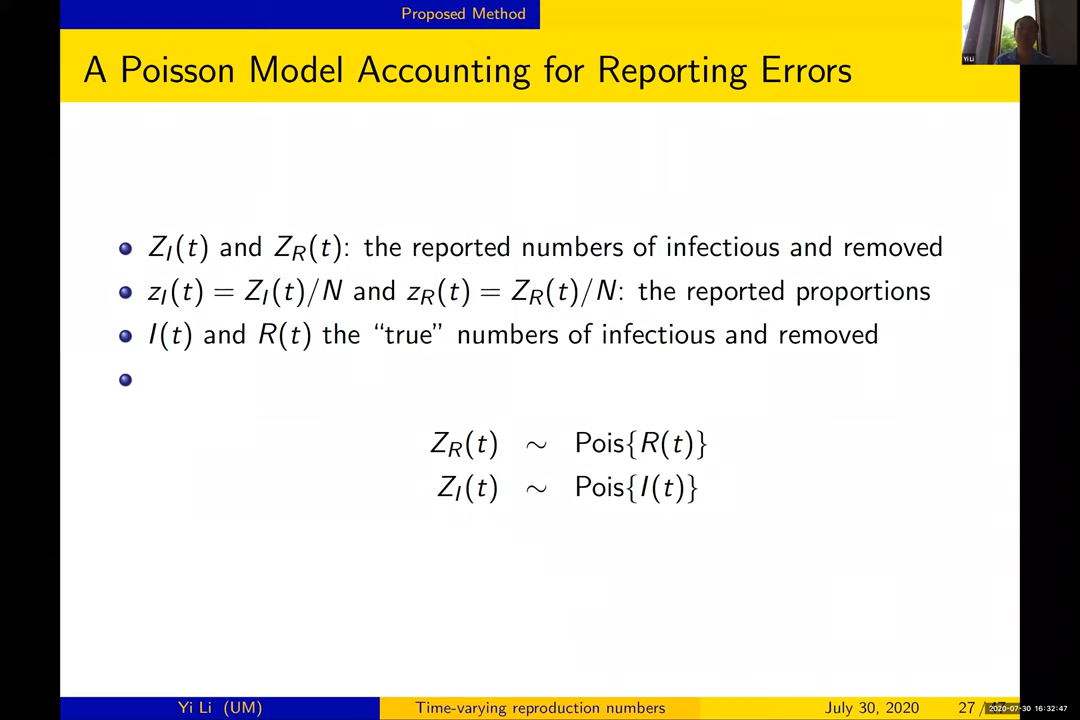 Proposed Method
A Poisson Model Accounting for Reporting Errors
Yi Li
Z_I(t) and Z_R(t): the reported numbers of infectious and removed
z_I(t) = Z_I(t)/N and z_R(t) = Z_R(t)/N: the reported proportions
I(t) and R(t) the “true” numbers of infectious and removed
Z_R(t) ∼ Pois{R(t)}
Z_I(t) ∼ Pois{I(t)}
Yi Li (UM) Time-varying reproduction numbers July 30, 2020 27 /
2020-07-30 16:32:47